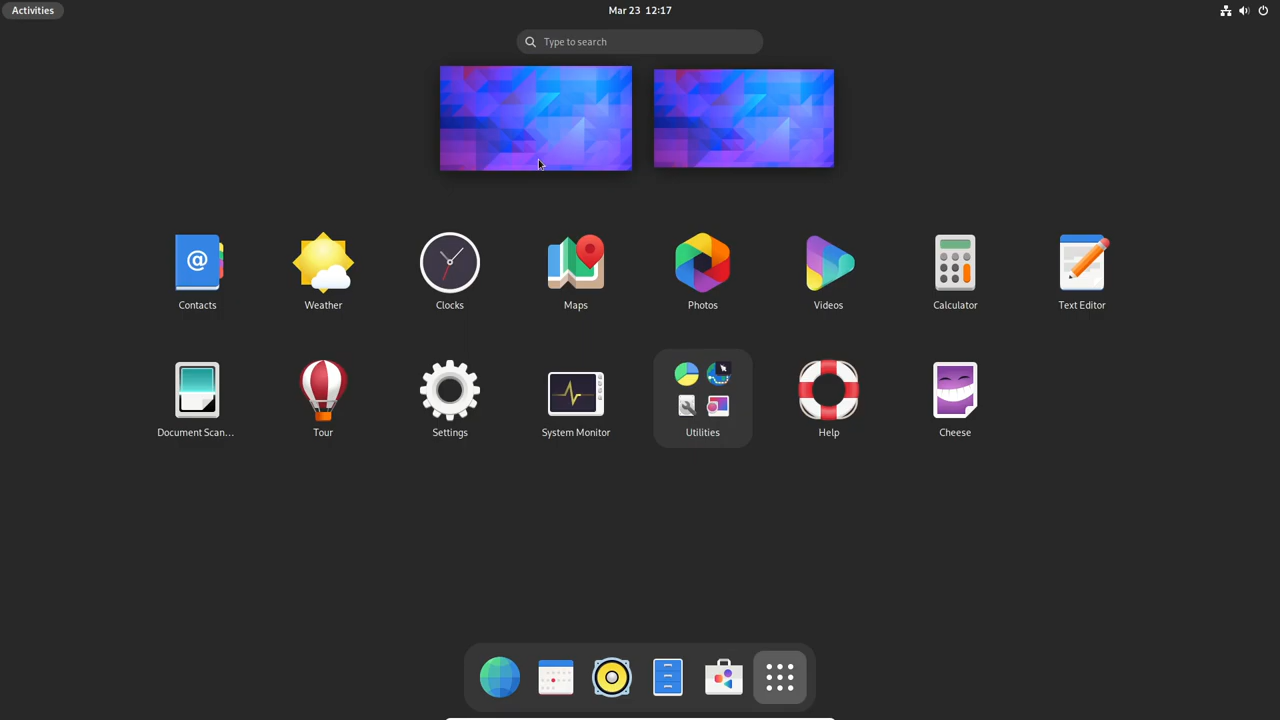 Activities
Mar 23 12:17
Type to search
@
Contacts
Weather
Clocks
Maps
Photos
Videos
Calculator
Text Editor
Document Scan...
Tour
Settings
System Monitor
Utilities
Help
Cheese